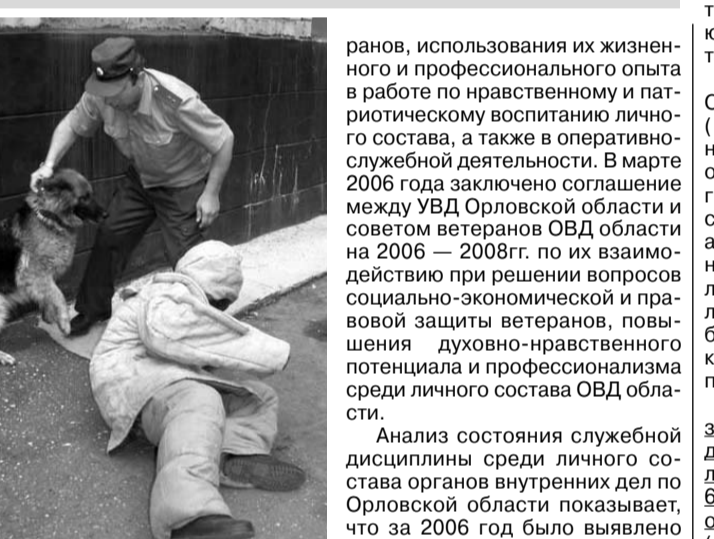 ранов, использования их жизнен-
ного и профессионального опыта
в работе по нравственному и пат-
риотическому воспитанию лично-
го состава, а также в оперативно-
служебной деятельности. В марте
2006 года заключено соглашение
между УВД Орловской области и
советом ветеранов ОВД области
на 2006 — 2008гг. по их взаимо-
действию при решении вопросов
социально-экономической и пра-
вовой защиты ветеранов, повы-
шения духовно-нравственного
потенциала и профессионализма
среди личного состава ОВД обла-
сти.
Анализ состояния служебной
дисциплины среди личного со-
става органов внутренних дел по
Орловской области показывает,
что за 2006 год было выявлено